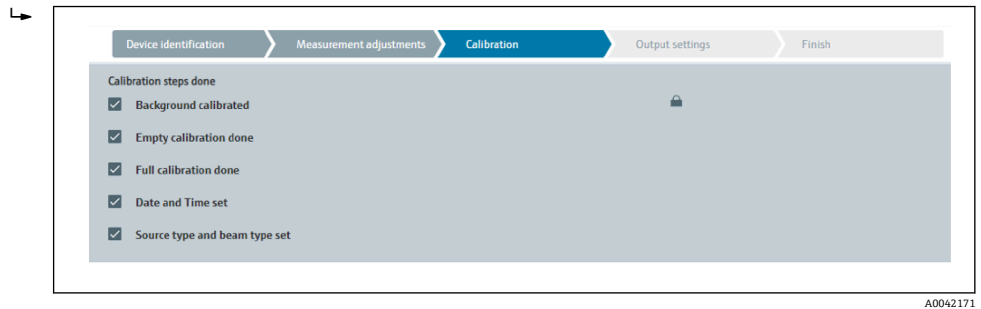 Device identification Measurement adjustments Calibration Output settings Finish
Calibration steps done
Background calibrated
Empty calibration done
Full calibration done
Date and Time set
Source type and beam type set
A0042171